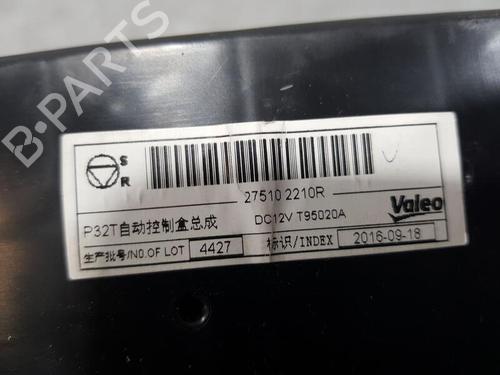 B-PARTS
S
R
27510 2210R
P32T自动控制盒总成
DC12V T95020A
Valeo
生产批号/NO.OF LOT 4427
标识/INDEX 2016-09-18